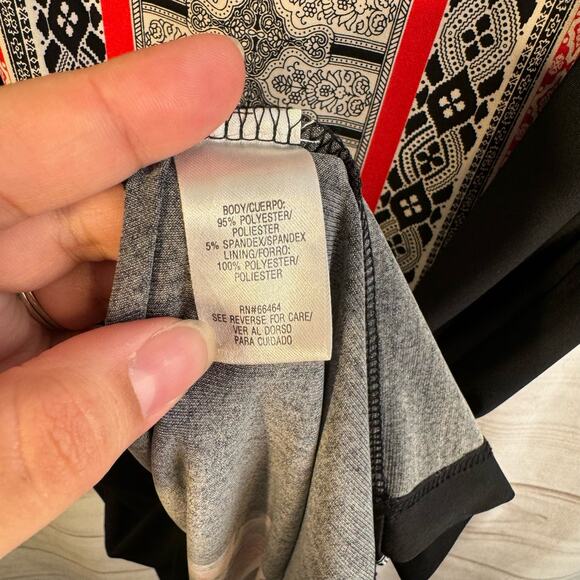 BODY/CUERPO:
95% POLYESTER/
POLIESTER
5% SPANDEX/SPANDEX
LINING/FORRO:
100% POLYESTER/
POLIESTER
RN#66464
SEE REVERSE FOR CARE/
VER AL DORSO
PARA CUIDADO